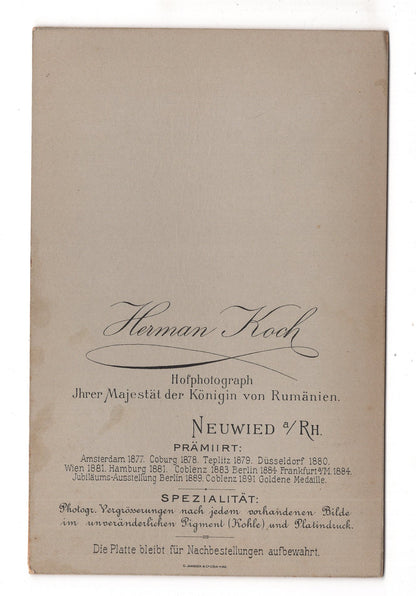 Herman Koch
Hofphotograph
Jhrer Majestät der Königin von Rumänien.
NEUWIED a/RH.
PRÄMIIRT:
Amsterdam 1877. Coburg 1878. Teplitz 1879. Düsseldorf 1880.
Wien 1881. Hamburg 1881. Coblenz 1883 Berlin 1884 Frankfurt a/M. 1884.
Jubiläums-Ausstellung Berlin 1889. Coblenz 1891 Goldene Medaille.
SPEZIALITÄT:
Photogr. Vergrösserungen nach jedem vorhandenen Bilde
im unveränderlichen Pigment (Kohle) und Platindruck.
Die Platte bleibt für Nachbestellungen aufbewahrt.